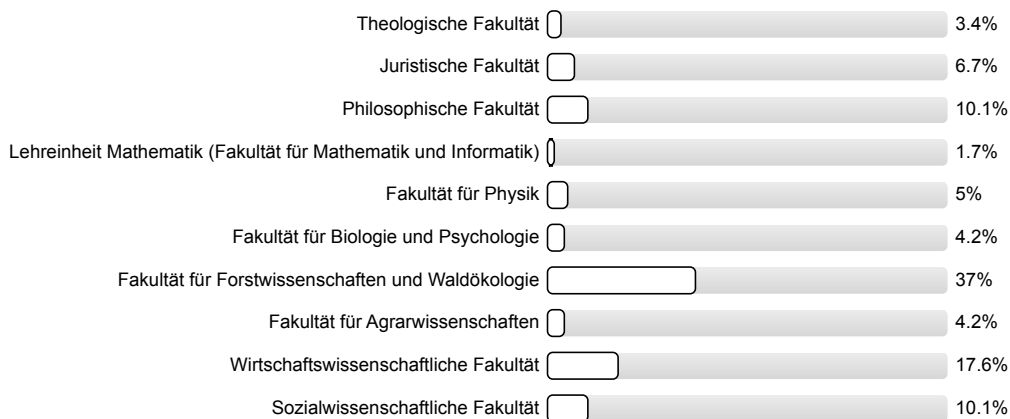 Theologische Fakultät 3.4%
Juristische Fakultät 6.7%
Philosophische Fakultät 10.1%
Lehreinheit Mathematik (Fakultät für Mathematik und Informatik) 1.7%
Fakultät für Physik 5%
Fakultät für Biologie und Psychologie 4.2%
Fakultät für Forstwissenschaften und Waldökologie 37%
Fakultät für Agrarwissenschaften 4.2%
Wirtschaftswissenschaftliche Fakultät 17.6%
Sozialwissenschaftliche Fakultät 10.1%